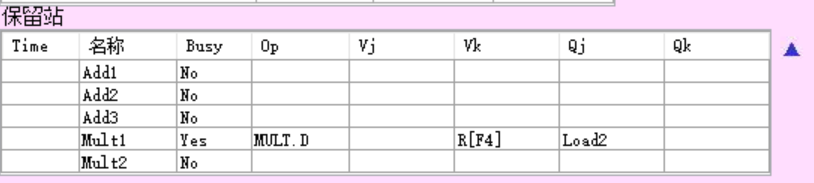 保留站
Time 名称 Busy Op Vj Vk Qj Qk
Add1 No
Add2 No
Add3 No
Mult1 Yes MULT.D R[F4] Load2
Mult2 No